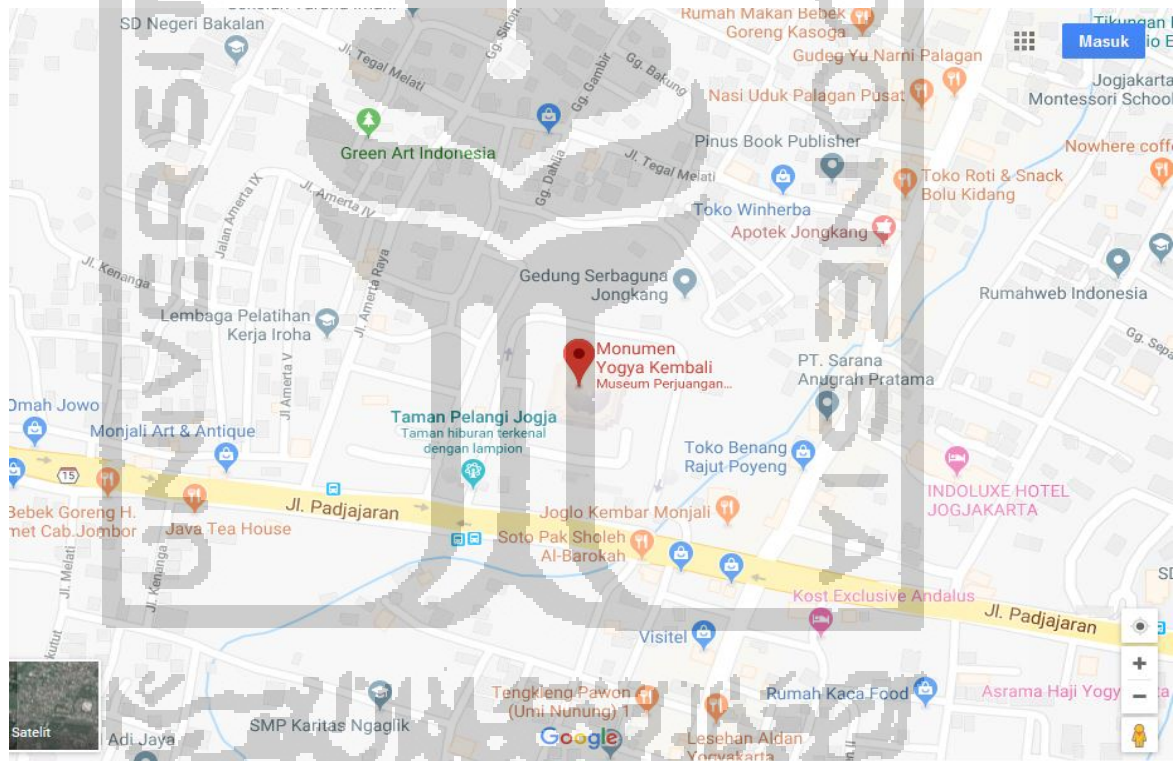 SD Negeri Bakalan
Rumah Makan Bebek
Goreng Kasoga
Gudeg Yu Narni Palagan
Masuk
Jogjakarta
Montessori School
Jl. Tegal Melati
Gg. Gambir
Gg. Bakung
Nasi Uduk Palagan Pusat
Green Art Indonesia
Gg. Dahlia
Jl. Tegal Melati
Pinus Book Publisher
Nowhere coff
Toko Roti & Snack
Bolu Kidang
Toko Winherba
Apotek Jongkang
Jalan Amerta IX
Jl. Amerta IV
Jl. Kenanga
Jl. Amerta Raya
Gedung Serbaguna
Jongkang
Rumahweb Indonesia
Lembaga Pelatihan
Kerja Iroha
Monumen
Yogya Kembali
Museum Perjuangan...
PT. Sarana
Anugrah Pratama
Jl Amerta V
Omah Jowo
Monjali Art & Antique
Taman Pelangi Jogja
Taman hiburan terkenal
dengan lampion
Toko Benang
Rajut Poyeng
15
INDOLUXE HOTEL
JOGJAKARTA
Bebek Goreng H.
met Cab.Jombor
Java Tea House
Jl. Padjajaran
Joglo Kembar Monjali
Soto Pak Sholeh
Al-Barokah
Jl. Melati
Jl. Kenanga
Kost Exclusive Andalus
Jl. Padjajaran
Visitel
Tengkleng Pawon
(Umi Nunung) 1
Rumah Kaca Food
Asrama Haji Yogy
SMP Karitas Ngaglik
Satelit
Adi Jaya
Google
Lesehan Aldan
Yogyakarta